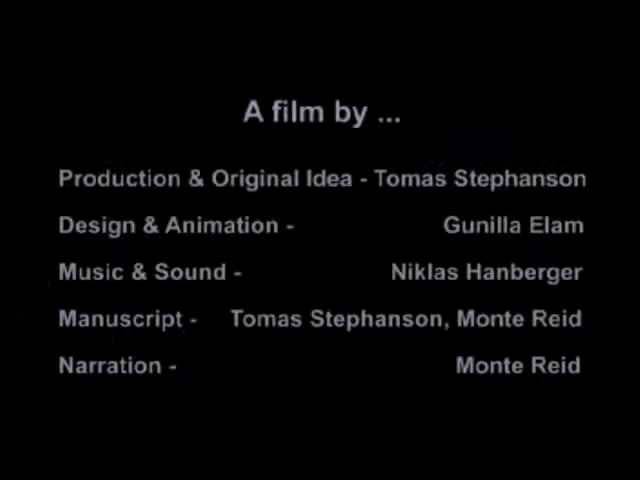 A film by ...
Production & Original Idea - Tomas Stephanson
Design & Animation - Gunilla Elam
Music & Sound - Niklas Hanberger
Manuscript - Tomas Stephanson, Monte Reid
Narration - Monte Reid